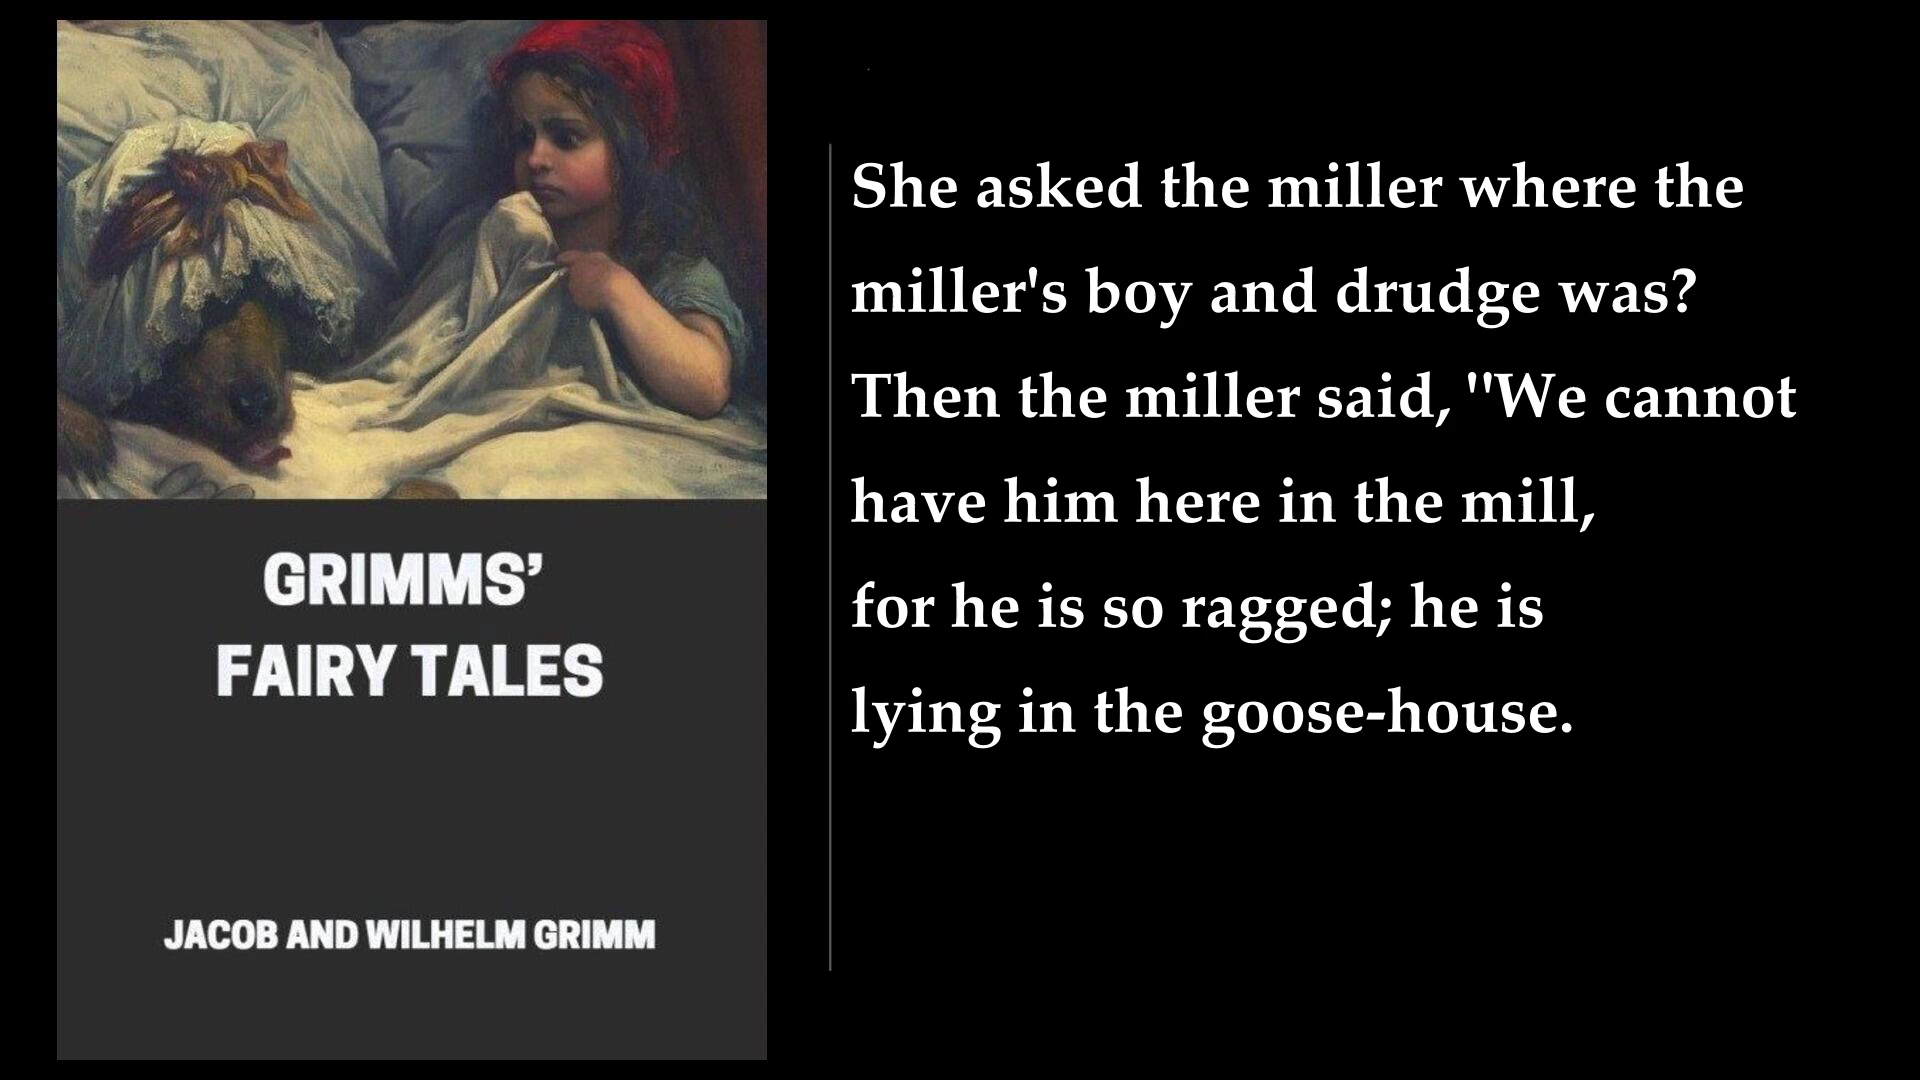 GRIMMS’
FAIRY TALES
JACOB AND WILHELM GRIMM
She asked the miller where the
miller's boy and drudge was?
Then the miller said, "We cannot
have him here in the mill,
for he is so ragged; he is
lying in the goose-house.